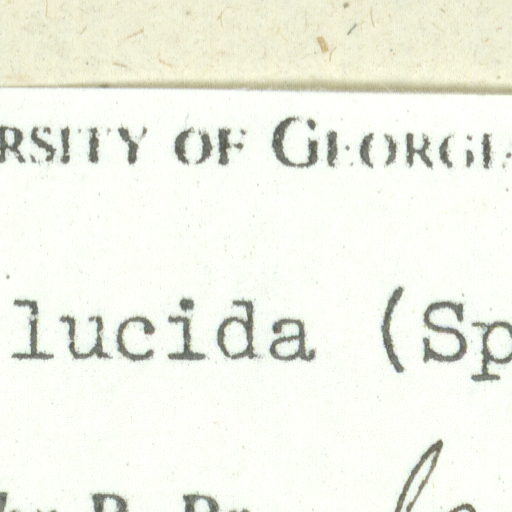 RSITY OF GEORGI
lucida (Sp